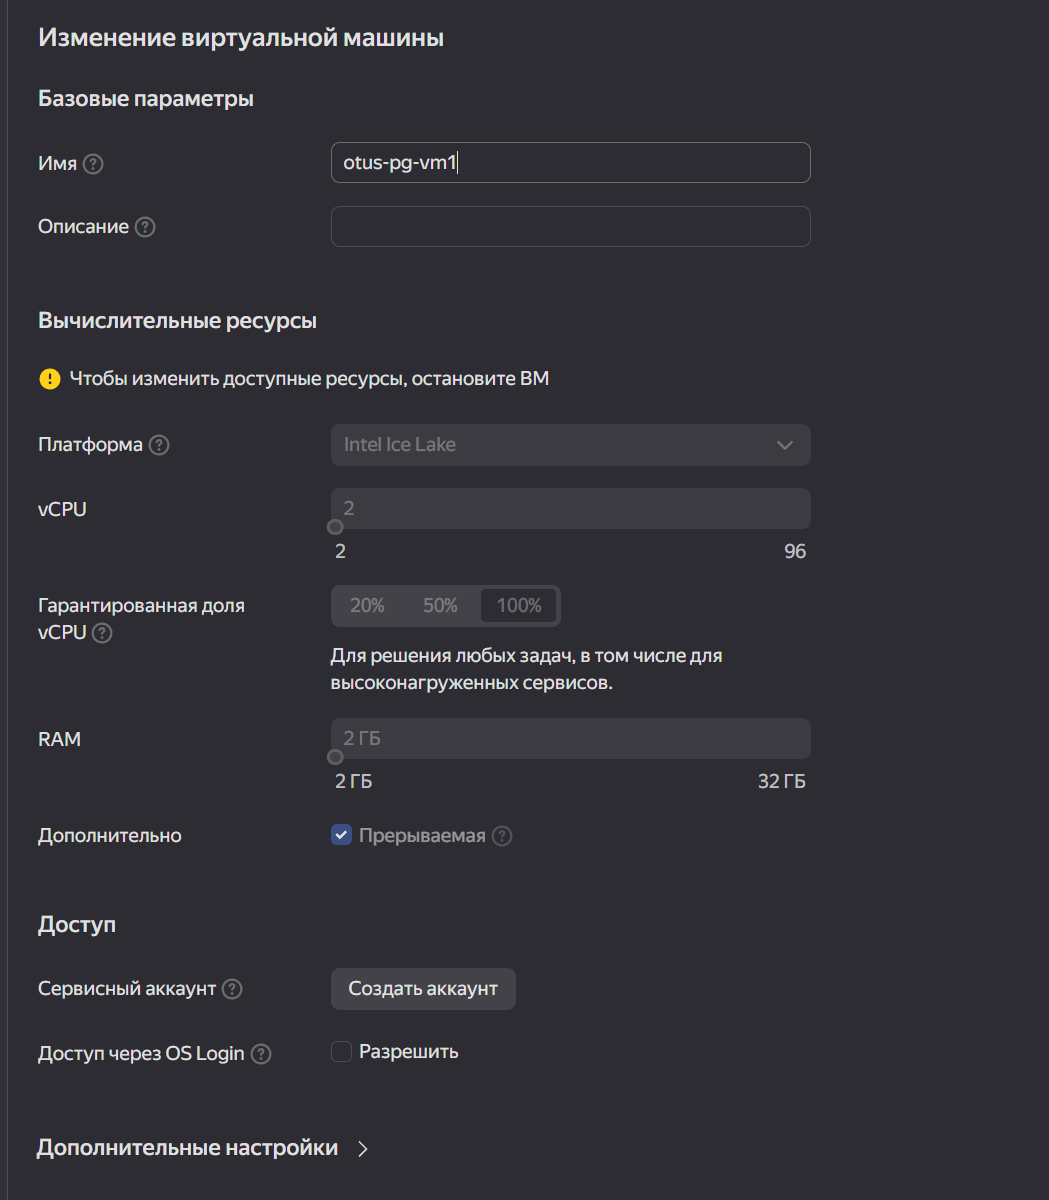 Изменение виртуальной машины
Базовые параметры
Имя ?
otus-pg-vm1
Описание ?
Вычислительные ресурсы
! Чтобы изменить доступные ресурсы, остановите ВМ
Платформа ?
Intel Ice Lake
vCPU
2
2 96
Гарантированная доля
vCPU ?
20% 50% 100%
Для решения любых задач, в том числе для
высоконагруженных сервисов.
RAM
2 ГБ
2 ГБ 32 ГБ
Дополнительно
Прерываемая ?
Доступ
Сервисный аккаунт ?
Создать аккаунт
Доступ через OS Login ?
Разрешить
Дополнительные настройки